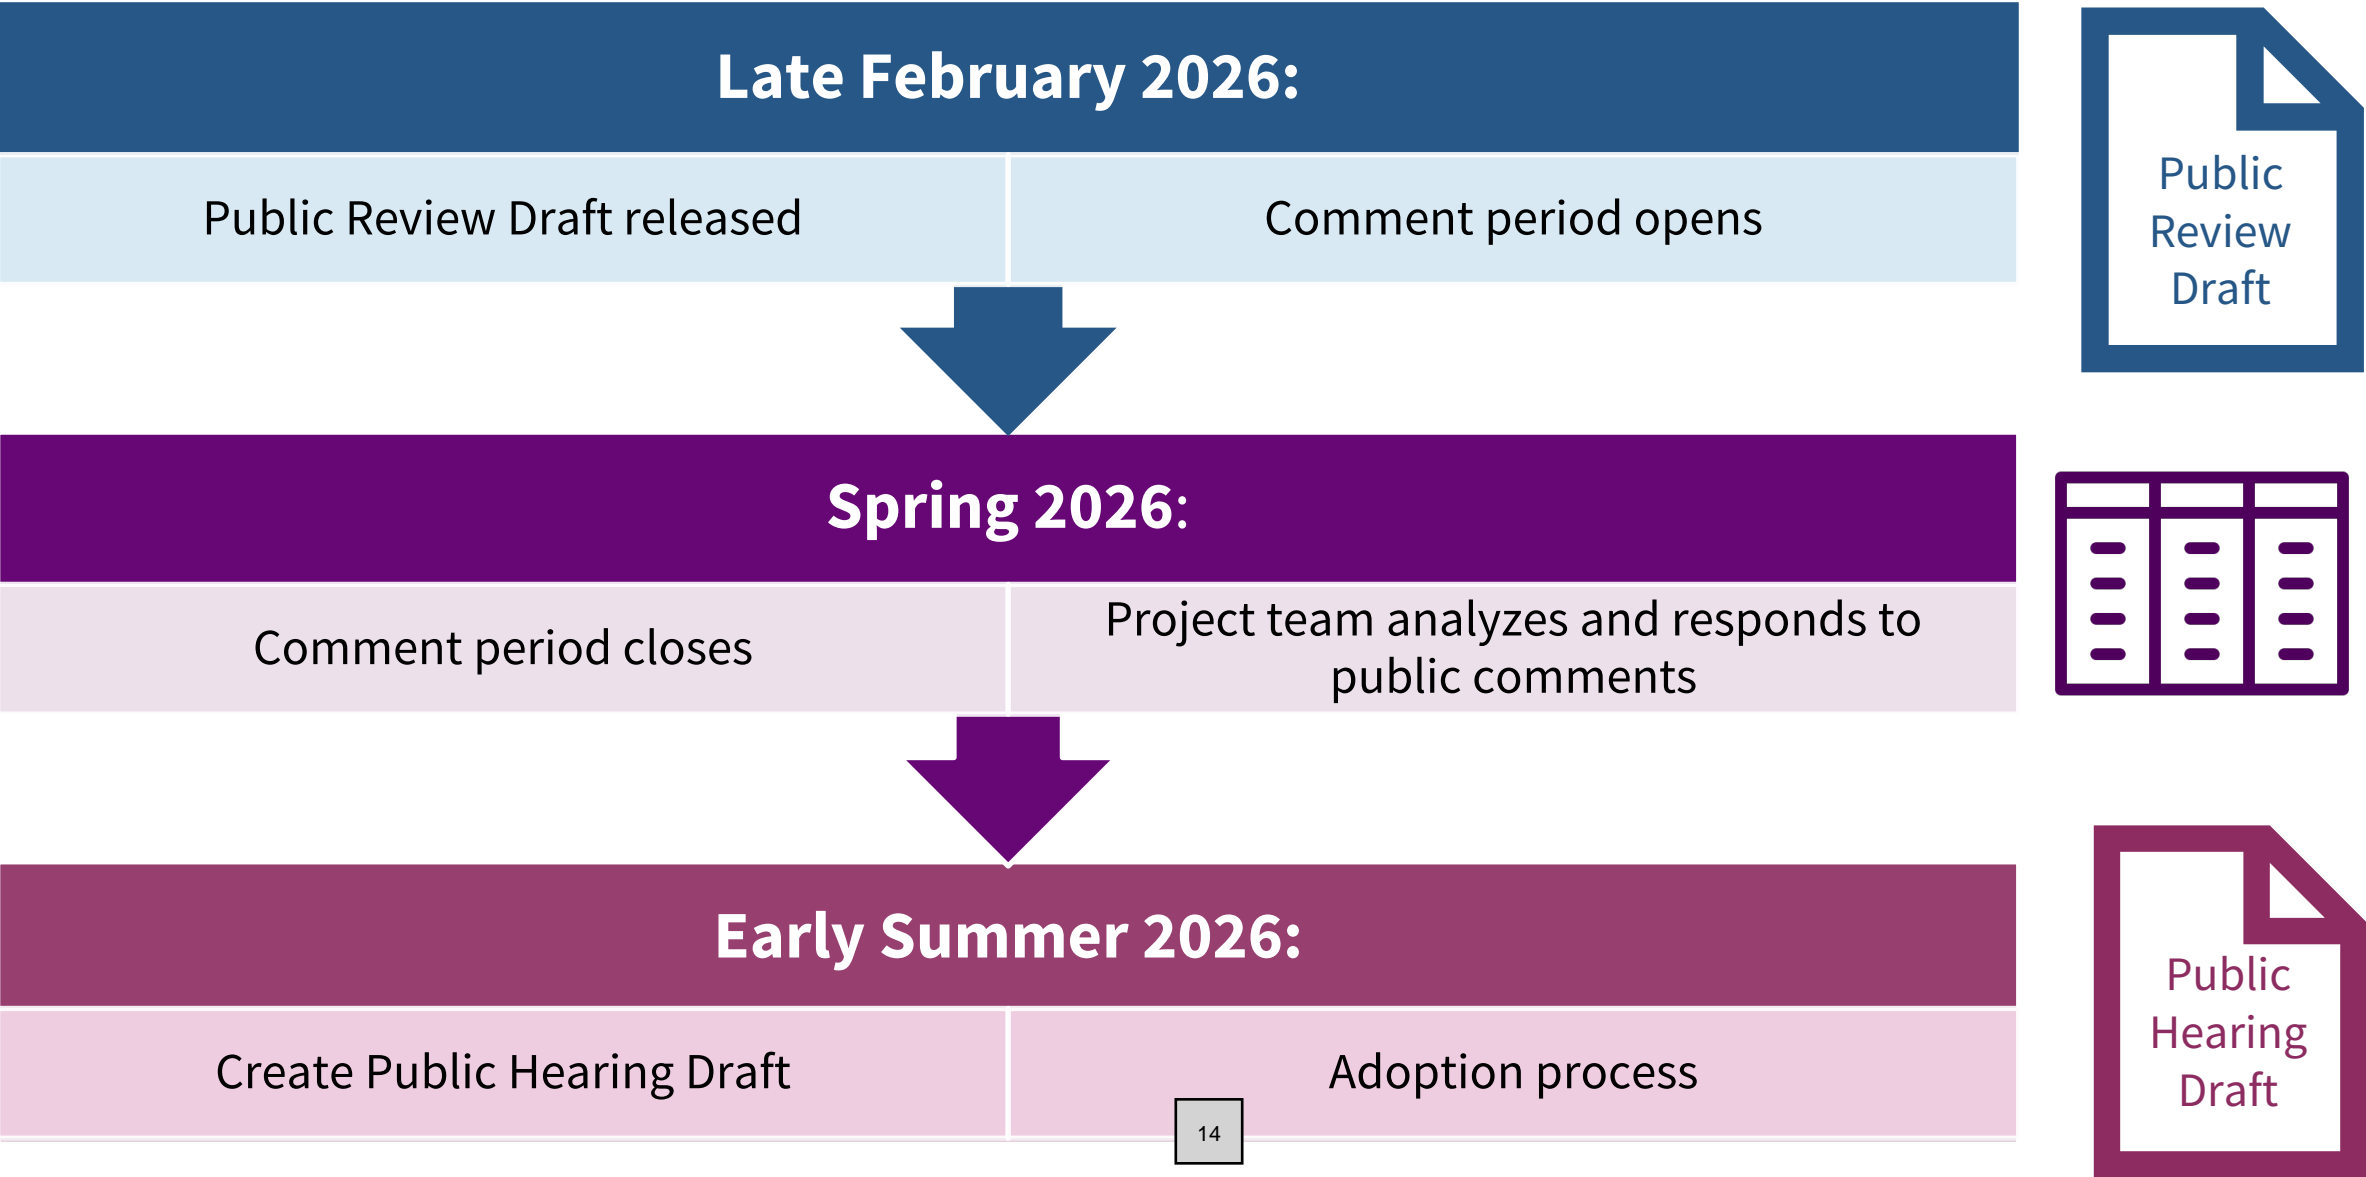 Late February 2026:
Public Review Draft released
Comment period opens
Public
Review
Draft
Spring 2026:
Comment period closes
Project team analyzes and responds to
public comments
Early Summer 2026:
Create Public Hearing Draft
Adoption process
Public
Hearing
Draft
14